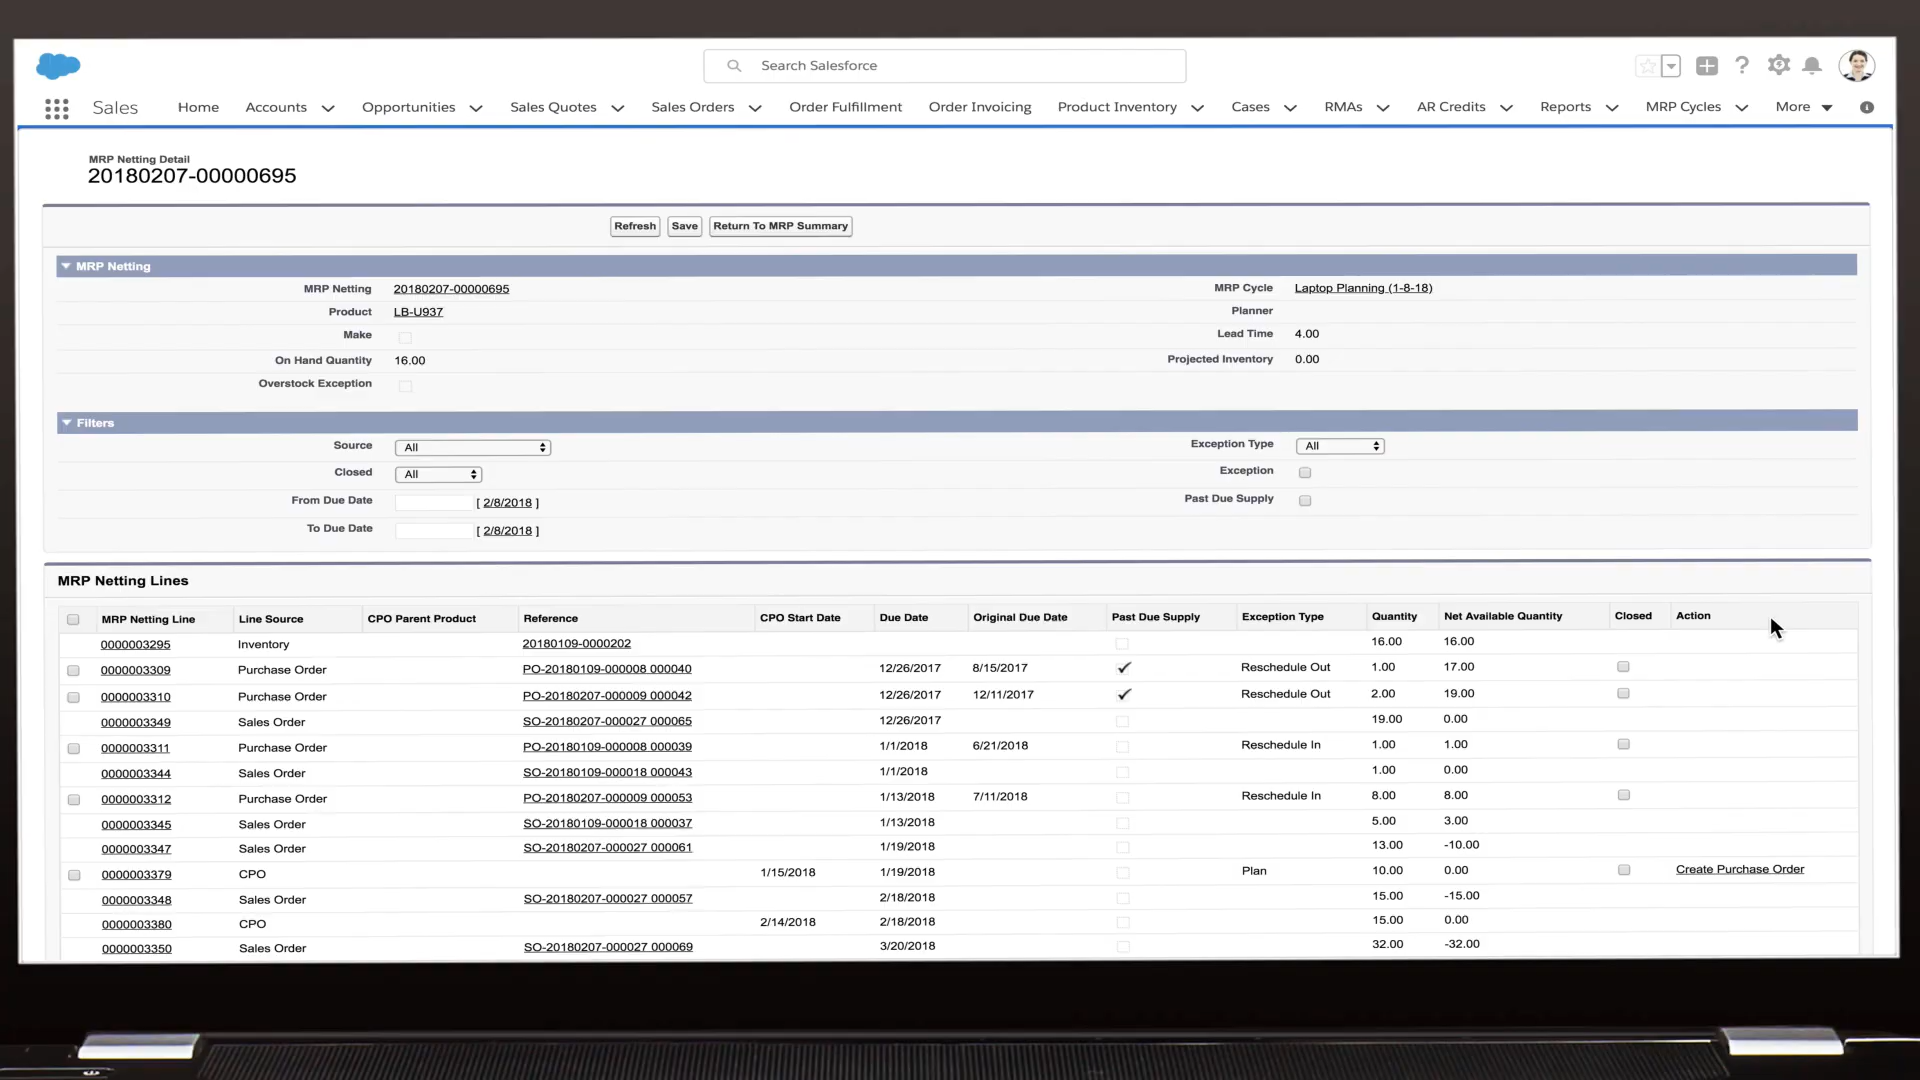 Search Salesforce
Sales Home Accounts Opportunities Sales Quotes Sales Orders Order Fulfillment Order Invoicing Product Inventory Cases RMAs AR Credits Reports MRP Cycles More
MRP Netting Detail
20180207-00000695
Refresh Save Return To MRP Summary
MRP Netting
MRP Netting 20180207-00000695 MRP Cycle Laptop Planning (1-8-18)
Product LB-U937 Planner
Make Lead Time 4.00
On Hand Quantity 16.00 Projected Inventory 0.00
Overstock Exception
Filters
Source All Exception Type All
Closed All Exception
From Due Date [ 2/8/2018 ] Past Due Supply
To Due Date [ 2/8/2018 ]
MRP Netting Lines
MRP Netting Line Line Source CPO Parent Product Reference CPO Start Date Due Date Original Due Date Past Due Supply Exception Type Quantity Net Available Quantity Closed Action
0000003295 Inventory 20180109-0000202 16.00 16.00
0000003309 Purchase Order PO-20180109-000008 000040 12/26/2017 8/15/2017 Reschedule Out 1.00 17.00
0000003310 Purchase Order PO-20180207-000009 000042 12/26/2017 12/11/2017 Reschedule Out 2.00 19.00
0000003349 Sales Order SO-20180207-000027 000065 12/26/2017 19.00 0.00
0000003311 Purchase Order PO-20180109-000008 000039 1/1/2018 6/21/2018 Reschedule In 1.00 1.00
0000003344 Sales Order SO-20180109-000018 000043 1/1/2018 1.00 0.00
0000003312 Purchase Order PO-20180207-000009 000053 1/13/2018 7/11/2018 Reschedule In 8.00 8.00
0000003345 Sales Order SO-20180109-000018 000037 1/13/2018 5.00 3.00
0000003347 Sales Order SO-20180207-000027 000061 1/19/2018 13.00 -10.00
0000003379 CPO 1/15/2018 1/19/2018 Plan 10.00 0.00 Create Purchase Order
0000003348 Sales Order SO-20180207-000027 000057 2/18/2018 15.00 -15.00
0000003380 CPO 2/14/2018 2/18/2018 15.00 0.00
0000003350 Sales Order SO-20180207-000027 000069 3/20/2018 32.00 -32.00